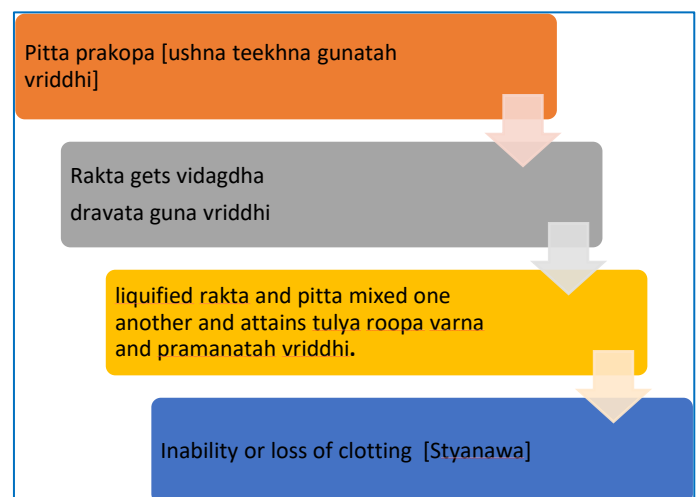 Pitta prakopa [ushna teekhna gunatah
vriddhi]
Rakta gets vidagdha
dravata guna vriddhi
liquified rakta and pitta mixed one
another and attains tulya roopa varna
and pramanatah vriddhi.
Inability or loss of clotting [Styanawa]